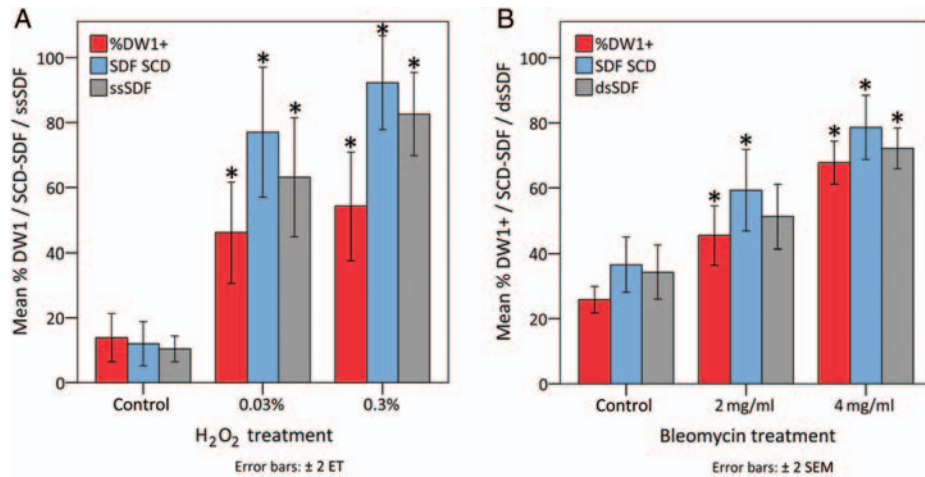 A
Mean % DW1 / SCD-SDF / ssSDF
100
80
60
40
20
0
%DW1+
SDF SCD
ssSDF
* * * * * *
Control 0.03% 0.3%
H₂O₂ treatment
Error bars: ± 2 ET
B
Mean % DW1+ / SCD-SDF / dsSDF
100
80
60
40
20
0
%DW1+
SDF SCD
dsSDF
* * * * *
Control 2 mg/ml 4 mg/ml
Bleomycin treatment
Error bars: ± 2 SEM